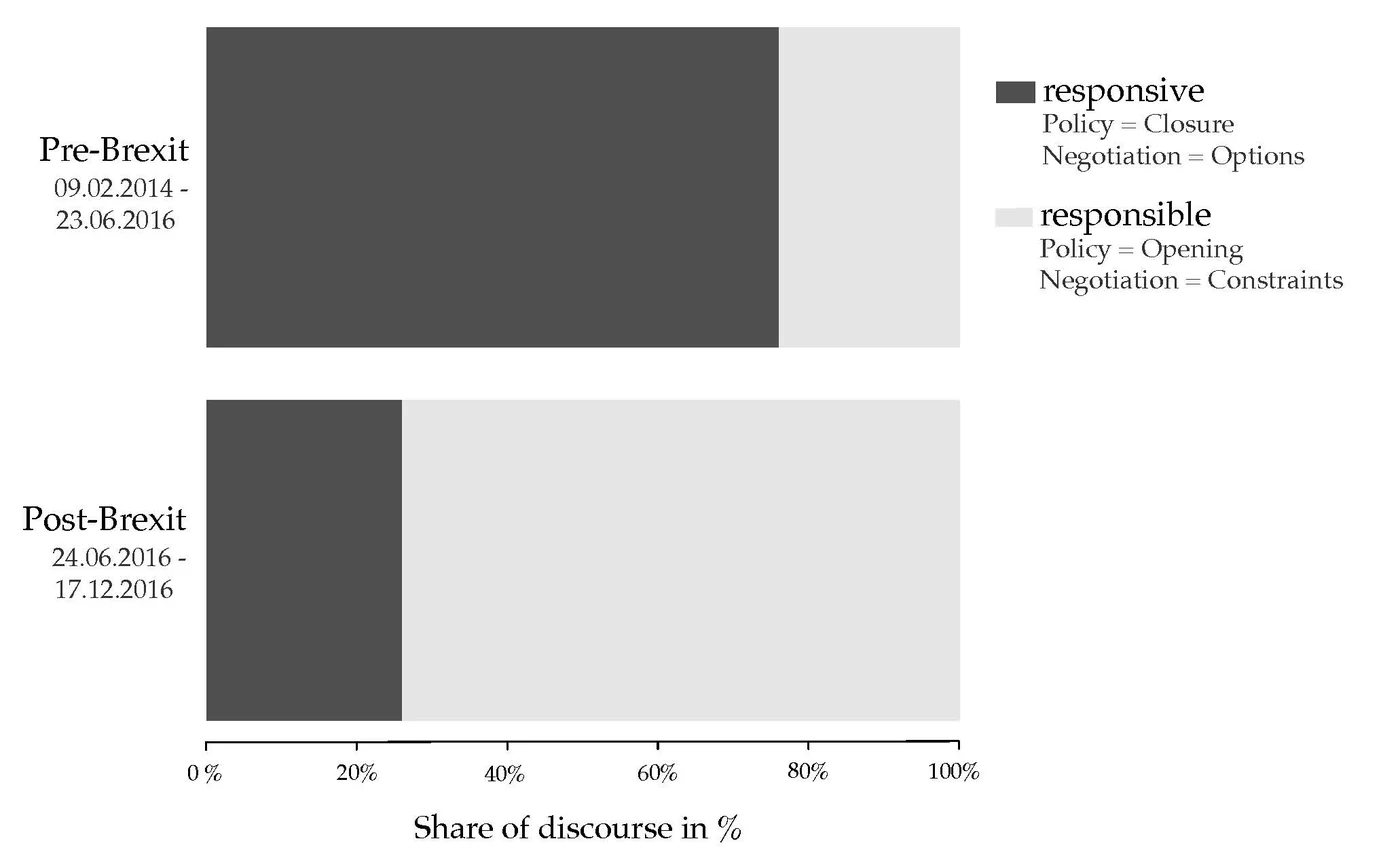 Pre-Brexit
09.02.2014 -
23.06.2016
responsive
Policy = Closure
Negotiation = Options
responsible
Policy = Opening
Negotiation = Constraints
Post-Brexit
24.06.2016 -
17.12.2016
0 % 20% 40% 60% 80% 100%
Share of discourse in %